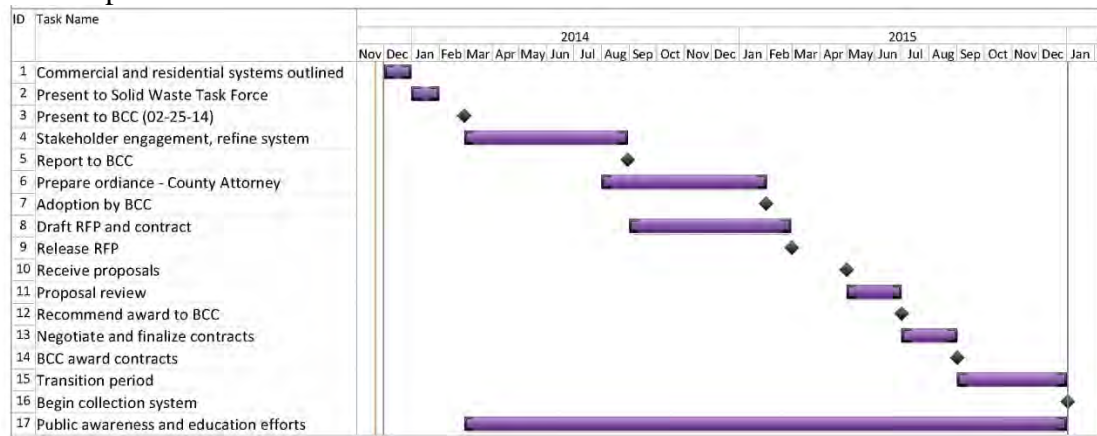 ID Task Name
2014 2015
Nov Dec Jan Feb Mar Apr May Jun Jul Aug Sep Oct Nov Dec Jan Feb Mar Apr May Jun Jul Aug Sep Oct Nov Dec Jan
1 Commercial and residential systems outlined
2 Present to Solid Waste Task Force
3 Present to BCC (02-25-14)
4 Stakeholder engagement, refine system
5 Report to BCC
6 Prepare ordiance - County Attorney
7 Adoption by BCC
8 Draft RFP and contract
9 Release RFP
10 Receive proposals
11 Proposal review
12 Recommend award to BCC
13 Negotiate and finalize contracts
14 BCC award contracts
15 Transition period
16 Begin collection system
17 Public awareness and education efforts